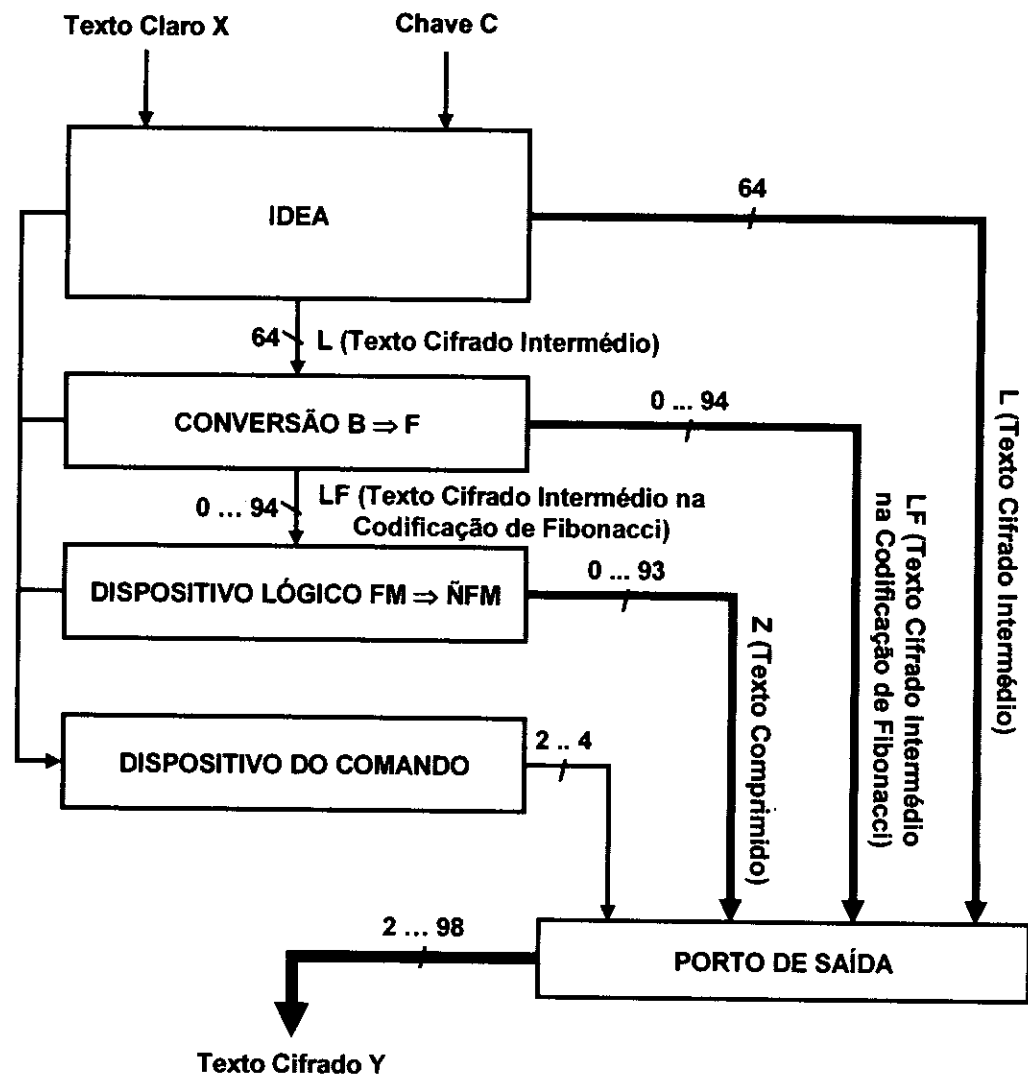 Texto Claro X
Chave C
IDEA
64
64
L (Texto Cifrado Intermédio)
CONVERSÃO B ⇒ F
0 ... 94
0 ... 94
LF (Texto Cifrado Intermédio na
Codificação de Fibonacci)
DISPOSITIVO LÓGICO FM ⇒ ÑFM
0 ... 93
DISPOSITIVO DO COMANDO
2 .. 4
Z (Texto Comprimido)
LF (Texto Cifrado Intermédio
na Codificação de Fibonacci)
L (Texto Cifrado Intermédio)
2 ... 98
PORTO DE SAÍDA
Texto Cifrado Y